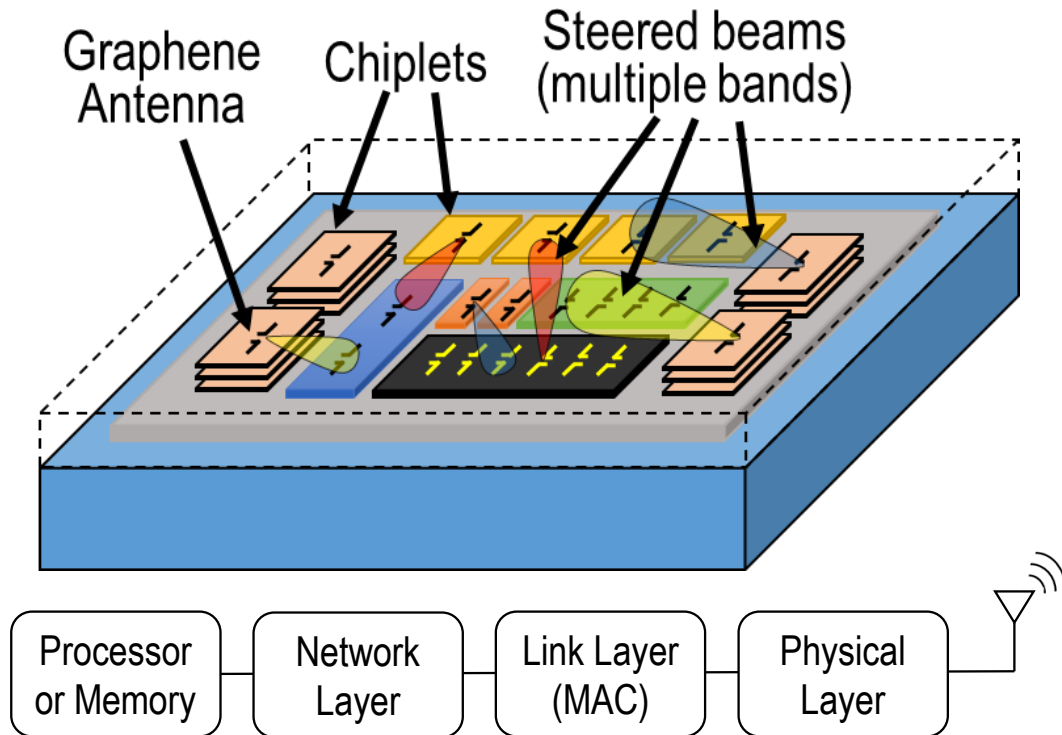 Graphene
Antenna
Chiplets
Steered beams
(multiple bands)
Processor
or Memory
Network
Layer
Link Layer
(MAC)
Physical
Layer